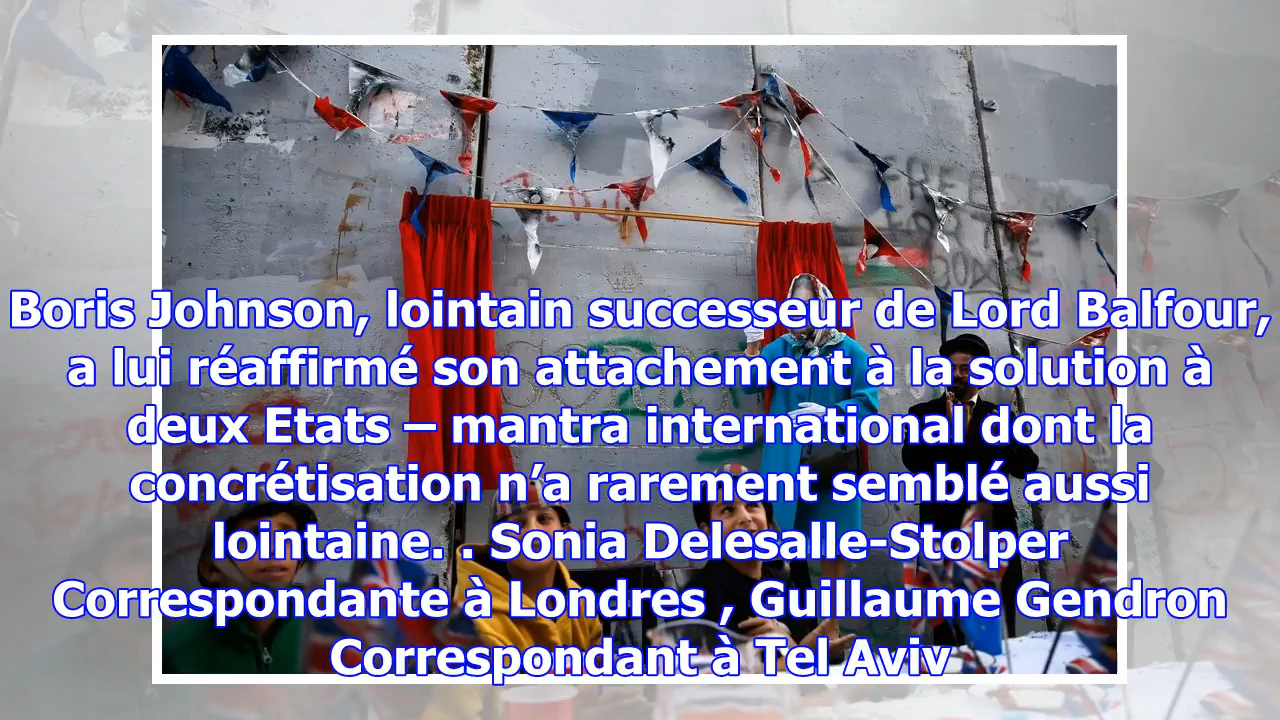 Boris Johnson, lointain successeur de Lord Balfour,
a lui réaffirmé son attachement à la solution à
deux Etats – mantra international dont la
concrétisation n’a rarement semblé aussi
lointaine. . Sonia Delesalle-Stolper
Correspondante à Londres , Guillaume Gendron
Correspondant à Tel Aviv